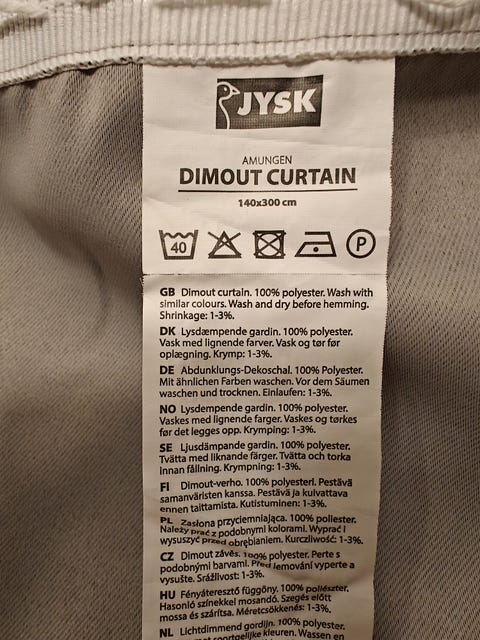 JYSK
AMUNGEN
DIMOUT CURTAIN
140x300 cm
40 P
GB Dimout curtain. 100% polyester. Wash with
similar colours. Wash and dry before hemming.
Shrinkage: 1-3%.
DK Lysdæmpende gardin. 100% Polyester.
Vask med lignende farver. Vask og tør før
oplægning. Krymp: 1-3%.
DE Abdunklungs-Dekoschal. 100% Polyester.
Mit ähnlichen Farben waschen. Vor dem Säumen
waschen und trocknen. Einlaufen: 1-3%.
NO Lysdempende gardin. 100% polyester.
Vaskes med lignende farger. Vaskes og tørkes
før det legges opp. Krymping: 1-3%.
SE Ljusdämpande gardin. 100% polyester.
Tvätta med liknande färger. Tvätta och torka
innan fållning. Krympning: 1-3%.
FI Dimout-verho. 100% polyesteri. Pestävä
samanväristen kanssa. Pestävä ja kuivattava
ennen taittamista. Kutistuminen: 1-3%.
PL Zasłona przyciemniająca. 100% poliester.
Należy prać z podobnymi kolorami. Wyprać i
wysuszyć przed obrębianiem. Kurczliwość: 1-3%.
CZ Dimout závěs. 100% polyester. Perte s
podobnými barvami. Před lemování vyperte a
vysušte. Srážlivost: 1-3%.
HU Fényáteresztő függöny. 100% poliészter.
Hasonló színekkel mosandó. Szegés előtt
mossa és szárítsa. Méretcsökkenés: 1-3%.
NL Lichtdimmend gordijn. 100% polyester.
soortgelijke kleuren. Wassen en